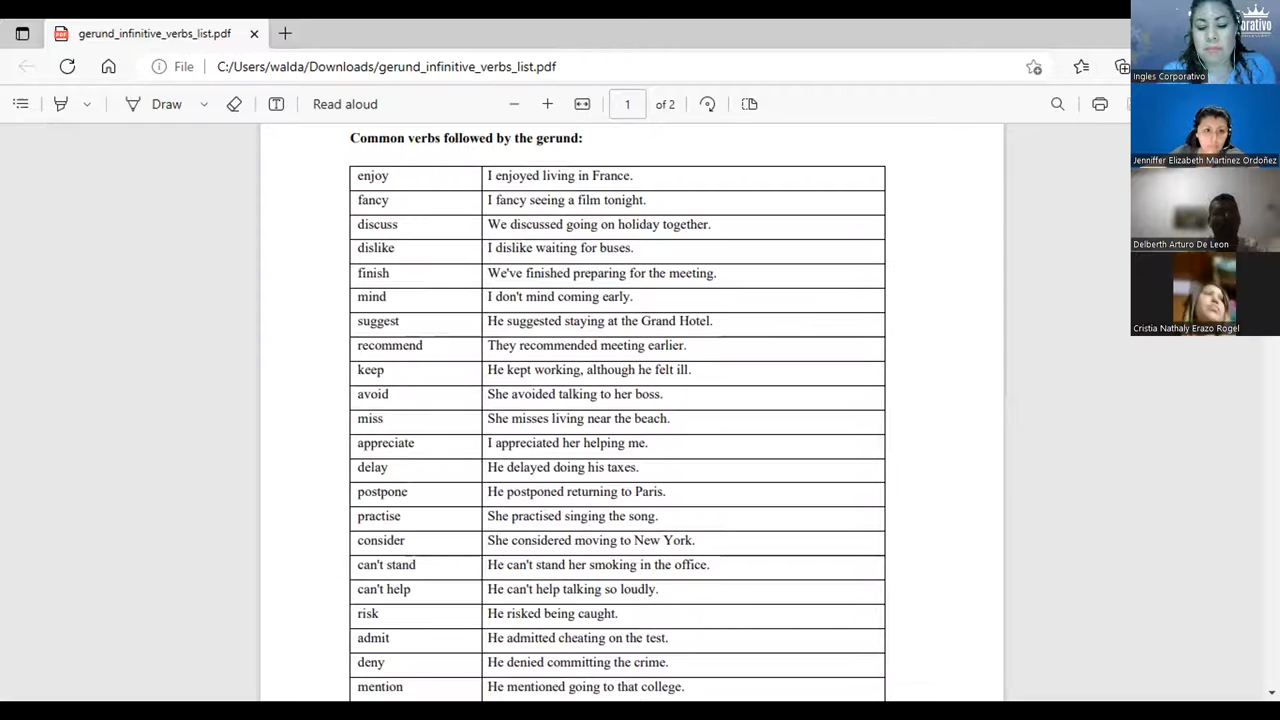 gerund_infinitive_verbs_list.pdf
File C:/Users/walda/Downloads/gerund_infinitive_verbs_list.pdf
Draw Read aloud 1 of 2
Common verbs followed by the gerund:
enjoy I enjoyed living in France.
fancy I fancy seeing a film tonight.
discuss We discussed going on holiday together.
dislike I dislike waiting for buses.
finish We've finished preparing for the meeting.
mind I don't mind coming early.
suggest He suggested staying at the Grand Hotel.
recommend They recommended meeting earlier.
keep He kept working, although he felt ill.
avoid She avoided talking to her boss.
miss She misses living near the beach.
appreciate I appreciated her helping me.
delay He delayed doing his taxes.
postpone He postponed returning to Paris.
practise She practised singing the song.
consider She considered moving to New York.
can't stand He can't stand her smoking in the office.
can't help He can't help talking so loudly.
risk He risked being caught.
admit He admitted cheating on the test.
deny He denied committing the crime.
mention He mentioned going to that college.
orativo
Ingles Corporativo
Jenniffer Elizabeth Martinez Ordoñez
Delberth Arturo De Leon
Cristia Nathaly Erazo Rogel